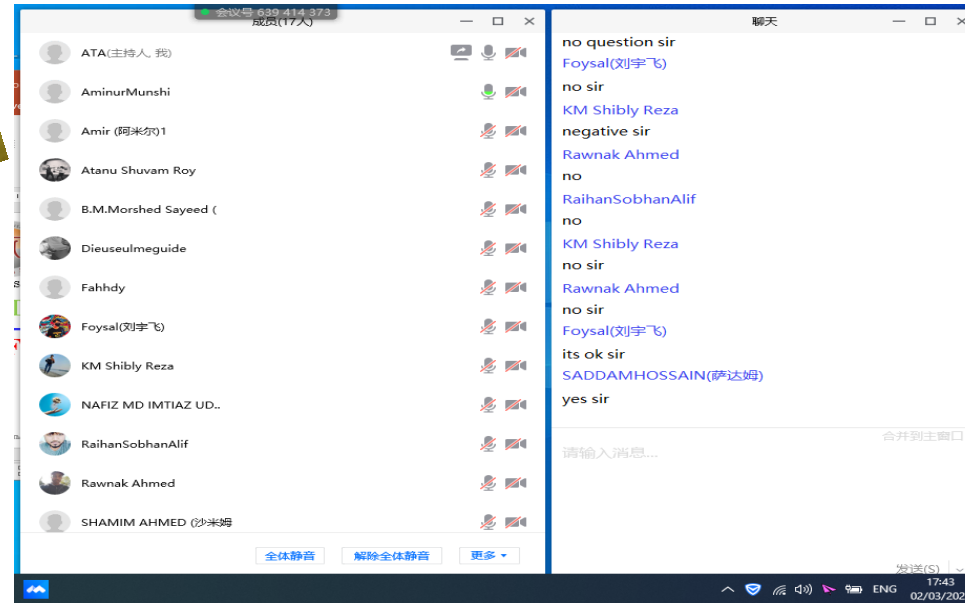 会议号 639 414 373
成员(17人)
ATA(主持人, 我)
AminurMunshi
Amir (阿米尔)1
Atanu Shuvam Roy
B.M.Morshed Sayeed (
Dieuseulmeguide
Fahhdy
Foysal(刘宇飞)
KM Shibly Reza
NAFIZ MD IMTIAZ UD..
RaihanSobhanAlif
Rawnak Ahmed
SHAMIM AHMED (沙米姆
全体静音
解除全体静音
更多
聊天
no question sir
Foysal(刘宇飞)
no sir
KM Shibly Reza
negative sir
Rawnak Ahmed
no
RaihanSobhanAlif
no
KM Shibly Reza
no sir
Rawnak Ahmed
no sir
Foysal(刘宇飞)
its ok sir
SADDAMHOSSAIN(萨达姆)
yes sir
合并到主窗口
请输入消息...
发送(S)
ENG
17:43
02/03/202